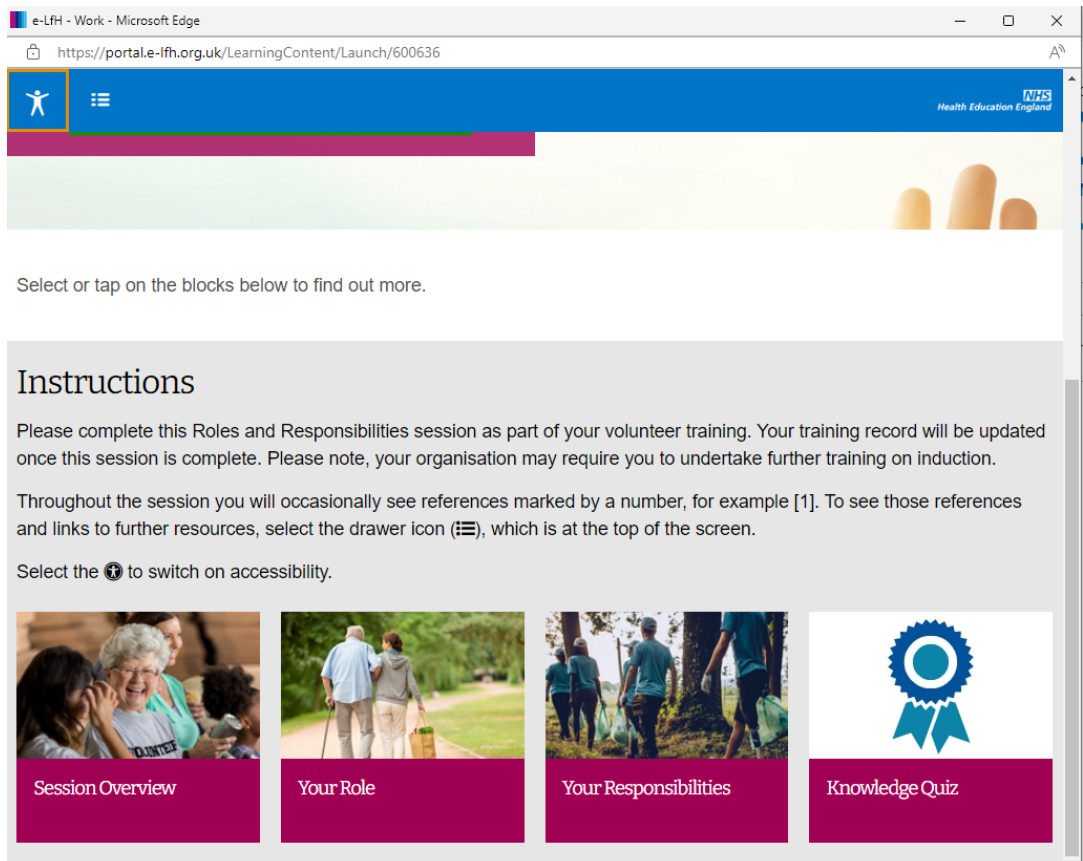 e-LfH - Work - Microsoft Edge
https://portal.e-lfh.org.uk/LearningContent/Launch/600636
NHS
Health Education England
Select or tap on the blocks below to find out more.
Instructions
Please complete this Roles and Responsibilities session as part of your volunteer training. Your training record will be updated
once this session is complete. Please note, your organisation may require you to undertake further training on induction.
Throughout the session you will occasionally see references marked by a number, for example [1]. To see those references
and links to further resources, select the drawer icon (), which is at the top of the screen.
Select the to switch on accessibility.
VOLUNTEE
Session Overview
Your Role
Your Responsibilities
Knowledge Quiz